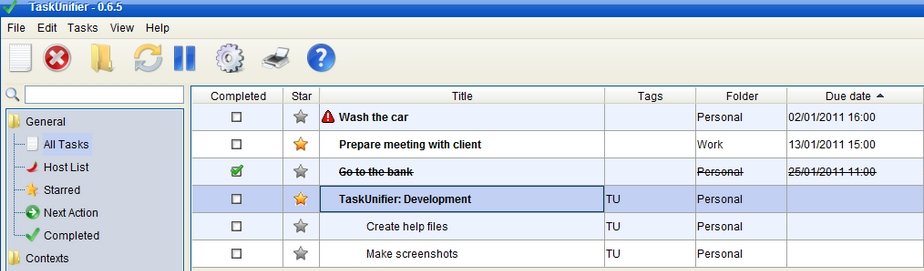 TaskUnifier - 0.6.5
File Edit Tasks View Help
Completed Star Title Tags Folder Due date
General
All Tasks
Host List
Starred
Next Action
Completed
Contexts
Wash the car Personal 02/01/2011 16:00
Prepare meeting with client Work 13/01/2011 15:00
Go to the bank Personal 25/01/2011 11:00
TaskUnifier: Development TU Personal
Create help files TU Personal
Make screenshots TU Personal